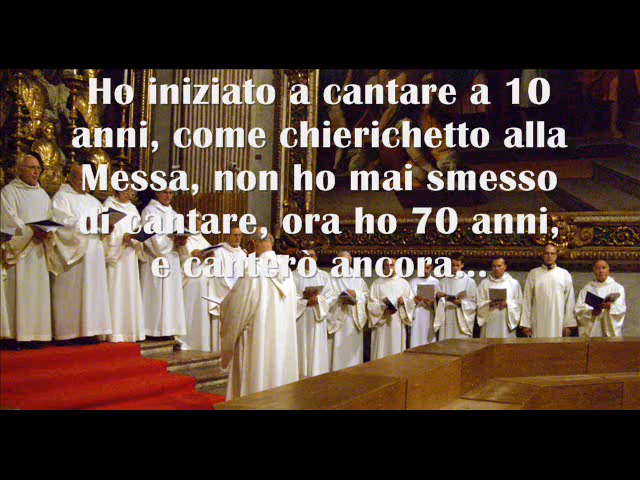 Ho iniziato a cantare a 10
anni, come chierichetto alla
Messa, non ho mai smesso
di cantare, ora ho 70 anni,
e canterò ancora...